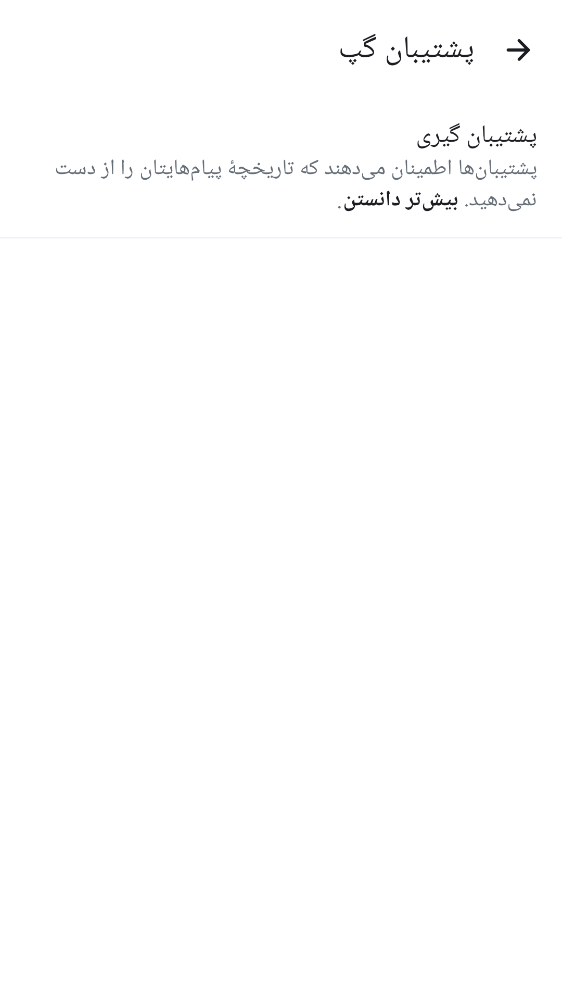 پشتیبان گپ
پشتیبان گیری
پشتیبان‌ها اطمینان می‌دهند که تاریخچهٔ پیام‌هایتان را از دست
نمی‌دهید. بیش‌تر دانستن.